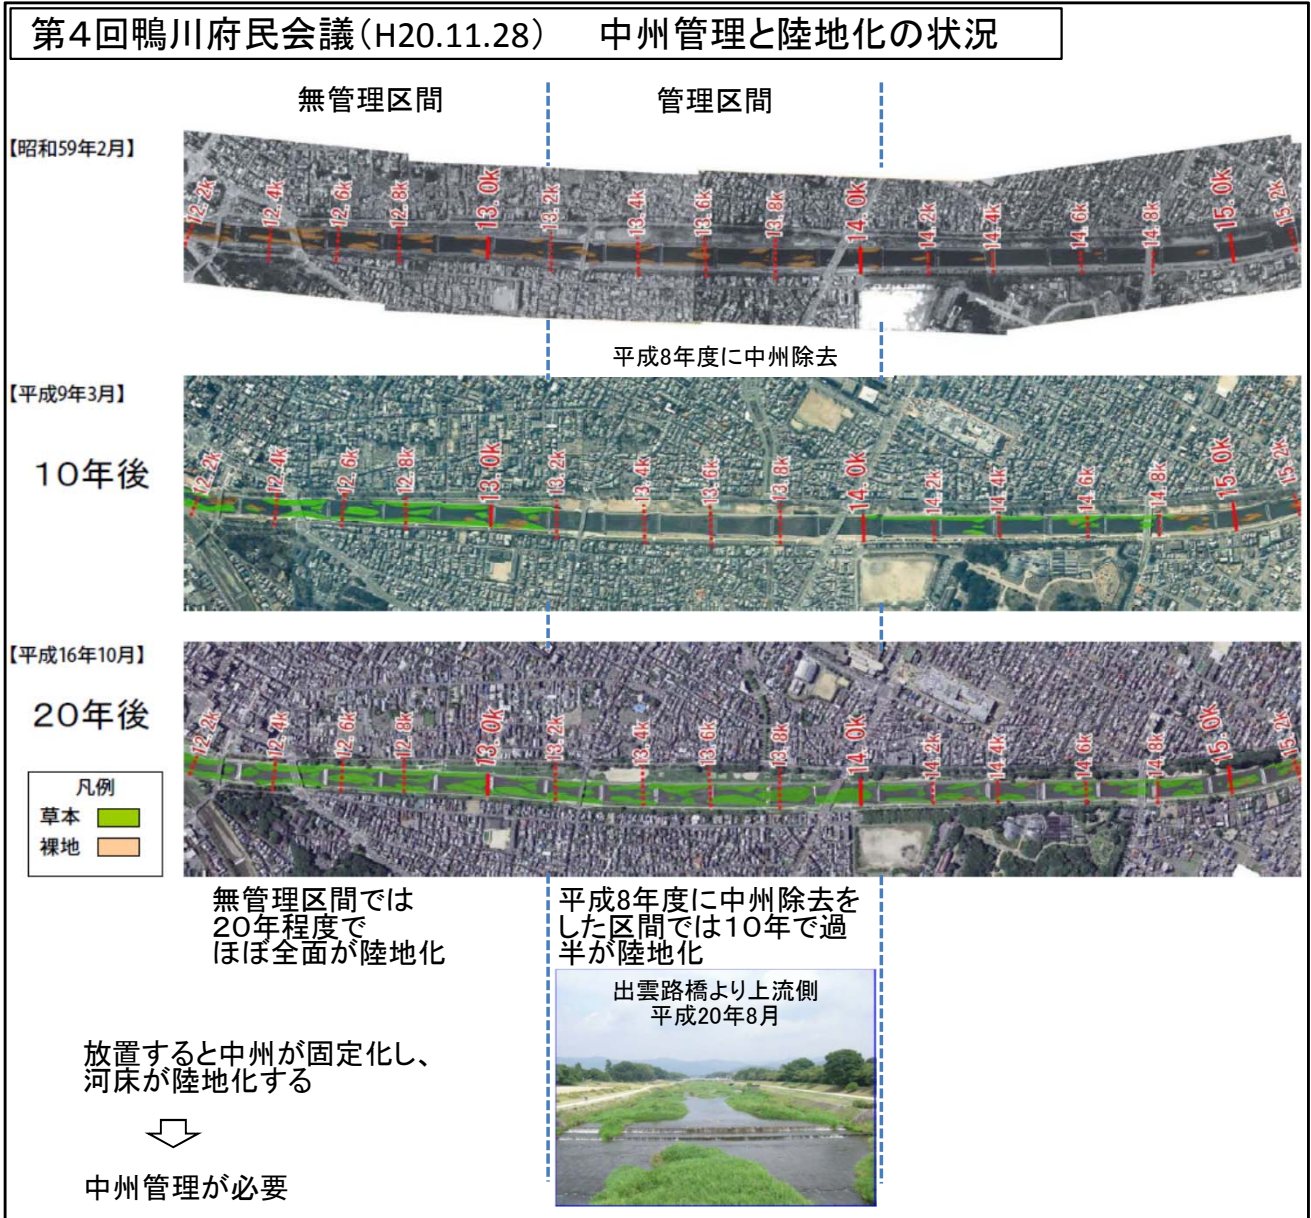 第4回鴨川府民会議(H20.11.28)　中州管理と陸地化の状況
無管理区間
管理区間
【昭和59年2月】
12.2k
12.4k
12.6k
12.8k
13.0k
13.2k
13.4k
13.6k
13.8k
14.0k
14.2k
14.4k
14.6k
14.8k
15.0k
15.2k
平成8年度に中州除去
【平成9年3月】
10年後
12.2k
12.4k
12.6k
12.8k
13.0k
13.2k
13.4k
13.6k
13.8k
14.0k
14.2k
14.4k
14.6k
14.8k
15.0k
15.2k
【平成16年10月】
20年後
12.2k
12.4k
12.6k
12.8k
13.0k
13.2k
13.4k
13.6k
13.8k
14.0k
14.2k
14.4k
14.6k
14.8k
15.0k
15.2k
凡例
草本
裸地
無管理区間では
20年程度で
ほぼ全面が陸地化
平成8年度に中州除去を
した区間では10年で過
半が陸地化
出雲路橋より上流側
平成20年8月
放置すると中州が固定化し、
河床が陸地化する
中州管理が必要